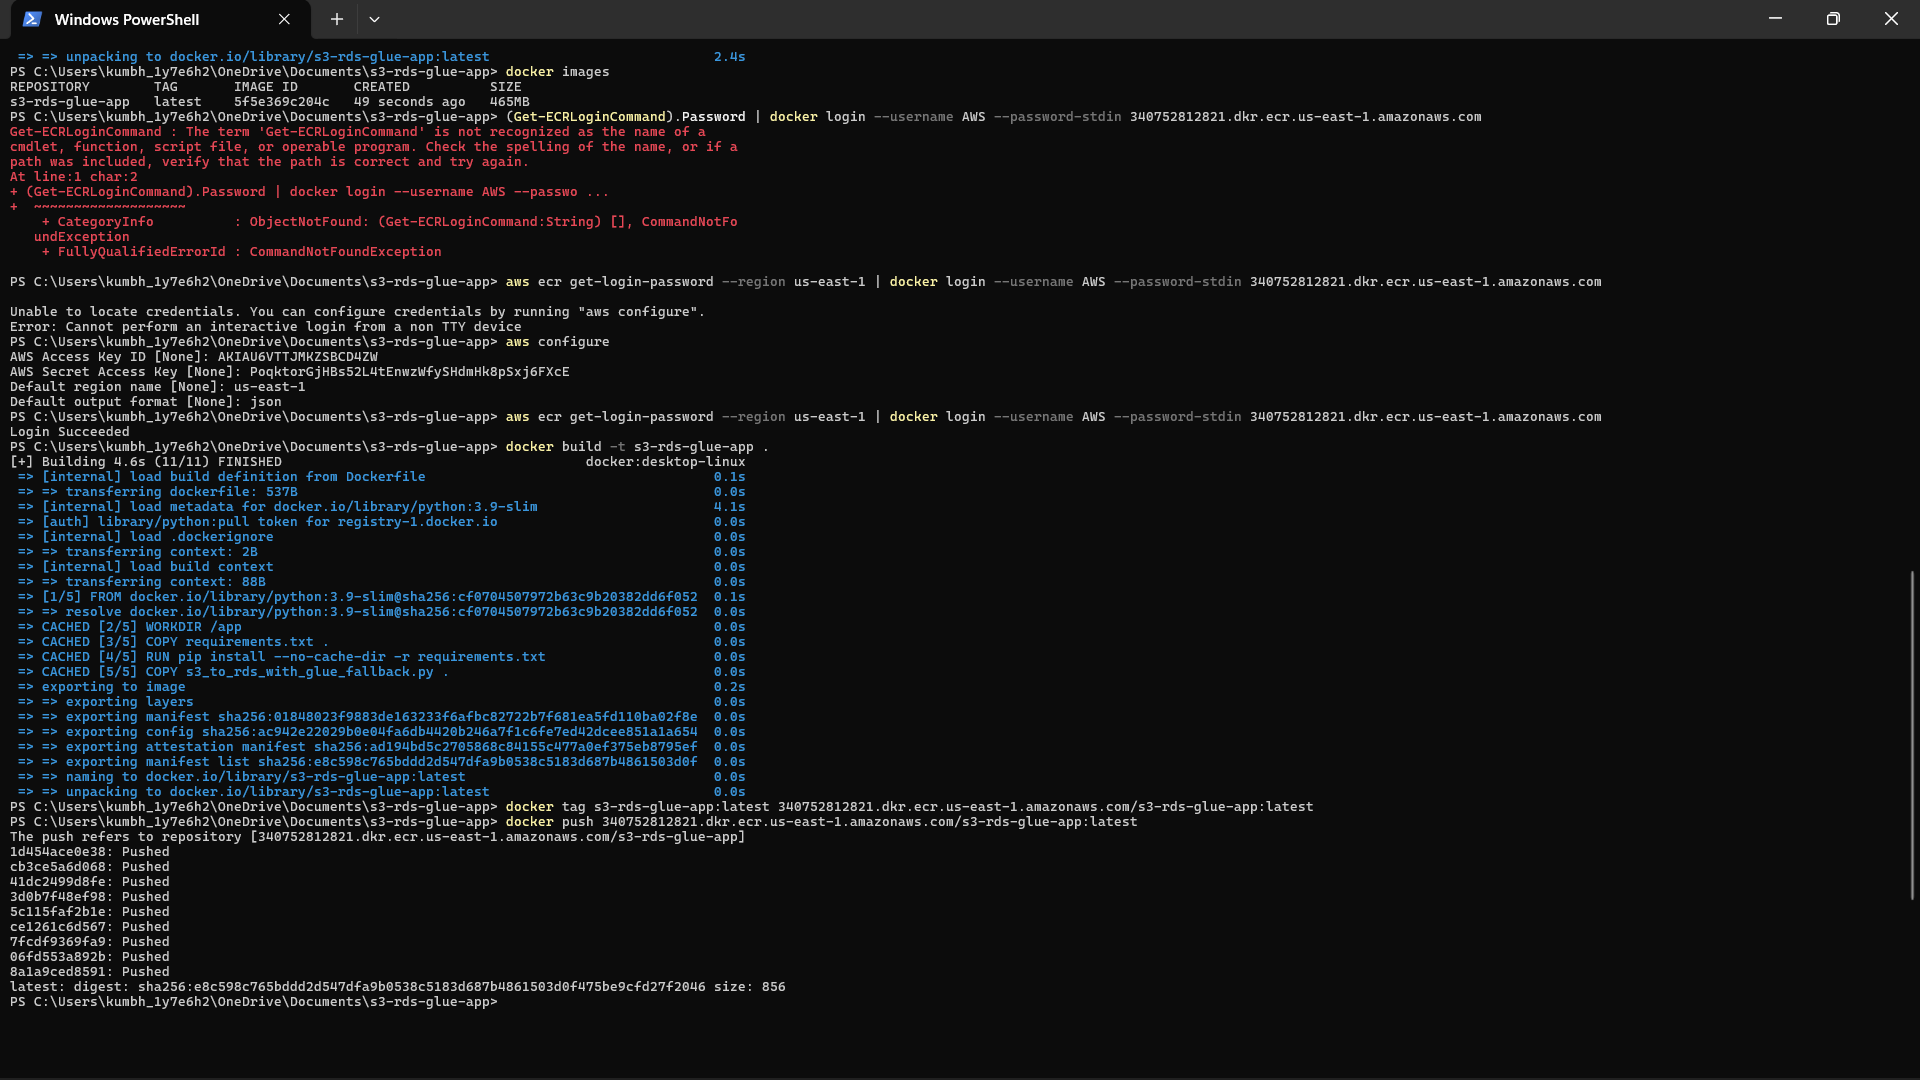 Windows PowerShell
=> => unpacking to docker.io/library/s3-rds-glue-app:latest 2.4s
PS C:\Users\kumbh_1y7e6h2\OneDrive\Documents\s3-rds-glue-app> docker images
REPOSITORY TAG IMAGE ID CREATED SIZE
s3-rds-glue-app latest 5f5e369c204c 49 seconds ago 465MB
PS C:\Users\kumbh_1y7e6h2\OneDrive\Documents\s3-rds-glue-app> (Get-ECRLoginCommand).Password | docker login --username AWS --password-stdin 340752812821.dkr.ecr.us-east-1.amazonaws.com
Get-ECRLoginCommand : The term 'Get-ECRLoginCommand' is not recognized as the name of a
cmdlet, function, script file, or operable program. Check the spelling of the name, or if a
path was included, verify that the path is correct and try again.
At line:1 char:2
+ (Get-ECRLoginCommand).Password | docker login --username AWS --passwo ...
+ ~~~~~~~~~~~~~~~~~~~
+ CategoryInfo : ObjectNotFound: (Get-ECRLoginCommand:String) [], CommandNotFo
undException
+ FullyQualifiedErrorId : CommandNotFoundException
PS C:\Users\kumbh_1y7e6h2\OneDrive\Documents\s3-rds-glue-app> aws ecr get-login-password --region us-east-1 | docker login --username AWS --password-stdin 340752812821.dkr.ecr.us-east-1.amazonaws.com
Unable to locate credentials. You can configure credentials by running "aws configure".
Error: Cannot perform an interactive login from a non TTY device
PS C:\Users\kumbh_1y7e6h2\OneDrive\Documents\s3-rds-glue-app> aws configure
AWS Access Key ID [None]: AKIAU6VTTJMKZSBCD4ZW
AWS Secret Access Key [None]: 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
Default region name [None]: us-east-1
Default output format [None]: json
PS C:\Users\kumbh_1y7e6h2\OneDrive\Documents\s3-rds-glue-app> aws ecr get-login-password --region us-east-1 | docker login --username AWS --password-stdin 340752812821.dkr.ecr.us-east-1.amazonaws.com
Login Succeeded
PS C:\Users\kumbh_1y7e6h2\OneDrive\Documents\s3-rds-glue-app> docker build -t s3-rds-glue-app .
[+] Building 4.6s (11/11) FINISHED docker:desktop-linux
=> [internal] load build definition from Dockerfile 0.1s
=> => transferring dockerfile: 537B 0.0s
=> [internal] load metadata for docker.io/library/python:3.9-slim 4.1s
=> [auth] library/python:pull token for registry-1.docker.io 0.0s
=> [internal] load .dockerignore 0.0s
=> => transferring context: 2B 0.0s
=> [internal] load build context 0.0s
=> => transferring context: 88B 0.0s
=> [1/5] FROM docker.io/library/python:3.9-slim@sha256:cf0704507972b63c9b20382dd6f052 0.1s
=> => resolve docker.io/library/python:3.9-slim@sha256:cf0704507972b63c9b20382dd6f052 0.0s
=> CACHED [2/5] WORKDIR /app 0.0s
=> CACHED [3/5] COPY requirements.txt . 0.0s
=> CACHED [4/5] RUN pip install --no-cache-dir -r requirements.txt 0.0s
=> CACHED [5/5] COPY s3_to_rds_with_glue_fallback.py . 0.0s
=> exporting to image 0.2s
=> => exporting layers 0.0s
=> => exporting manifest sha256:01848023f9883de163233f6afbc82722b7f681ea5fd110ba02f8e 0.0s
=> => exporting config sha256:ac942e22029b0e04fa6db4420b246a7f1c6fe7ed42dcee851a1a654 0.0s
=> => exporting attestation manifest sha256:ad194bd5c2705868c84155c477a0ef375eb8795ef 0.0s
=> => exporting manifest list sha256:e8c598c765bddd2d547dfa9b0538c5183d687b4861503d0f 0.0s
=> => naming to docker.io/library/s3-rds-glue-app:latest 0.0s
=> => unpacking to docker.io/library/s3-rds-glue-app:latest 0.0s
PS C:\Users\kumbh_1y7e6h2\OneDrive\Documents\s3-rds-glue-app> docker tag s3-rds-glue-app:latest 340752812821.dkr.ecr.us-east-1.amazonaws.com/s3-rds-glue-app:latest
PS C:\Users\kumbh_1y7e6h2\OneDrive\Documents\s3-rds-glue-app> docker push 340752812821.dkr.ecr.us-east-1.amazonaws.com/s3-rds-glue-app:latest
The push refers to repository [340752812821.dkr.ecr.us-east-1.amazonaws.com/s3-rds-glue-app]
1d454ace0e38: Pushed
cb3ce5a6d068: Pushed
41dc2499d8fe: Pushed
3d0b7f48ef98: Pushed
5c115faf2b1e: Pushed
ce1261c6d567: Pushed
7fcdf9369fa9: Pushed
06fd553a892b: Pushed
8a1a9ced8591: Pushed
latest: digest: sha256:e8c598c765bddd2d547dfa9b0538c5183d687b4861503d0f475be9cfd27f2046 size: 856
PS C:\Users\kumbh_1y7e6h2\OneDrive\Documents\s3-rds-glue-app>